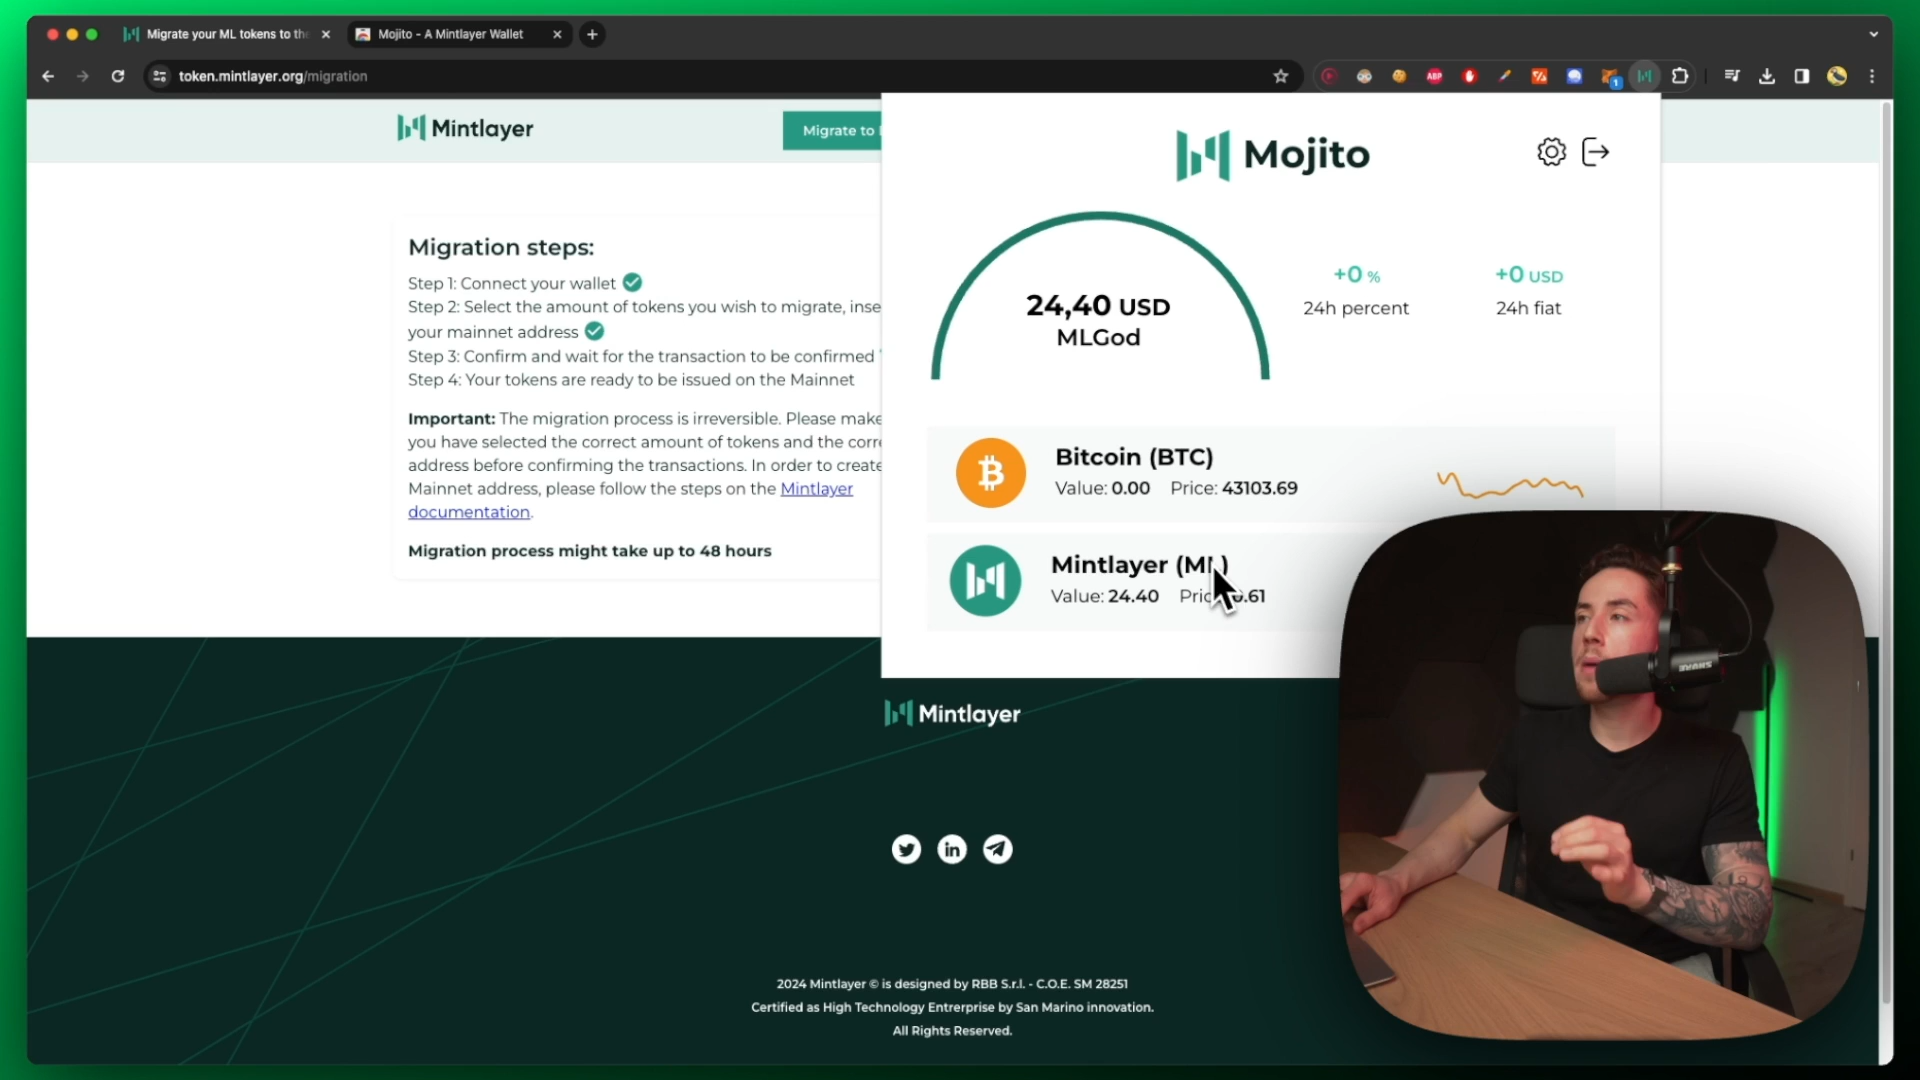 Migrate your ML tokens to the
Mojito - A Mintlayer Wallet
token.mintlayer.org/migration
ABP
1
Mintlayer
Migrate to
Mojito
Migration steps:
Step 1: Connect your wallet
Step 2: Select the amount of tokens you wish to migrate, inse
your mainnet address
Step 3: Confirm and wait for the transaction to be confirmed
Step 4: Your tokens are ready to be issued on the Mainnet
Important: The migration process is irreversible. Please make
you have selected the correct amount of tokens and the corr
address before confirming the transactions. In order to create
Mainnet address, please follow the steps on the Mintlayer
documentation.
Migration process might take up to 48 hours
24,40 USD
MLGod
+0 %
24h percent
+0 USD
24h fiat
Bitcoin (BTC)
Value: 0.00 Price: 43103.69
Mintlayer (ML)
Value: 24.40 Pric .61
SHURE
Mintlayer
2024 Mintlayer © is designed by RBB S.r.l. - C.O.E. SM 28251
Certified as High Technology Entrerprise by San Marino innovation.
All Rights Reserved.